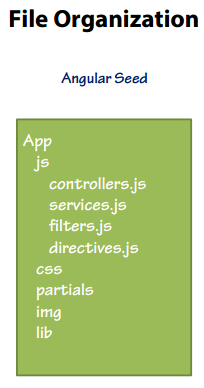 File Organization
Angular Seed
App
js
controllers.js
services.js
filters.js
directives.js
css
partials
img
lib